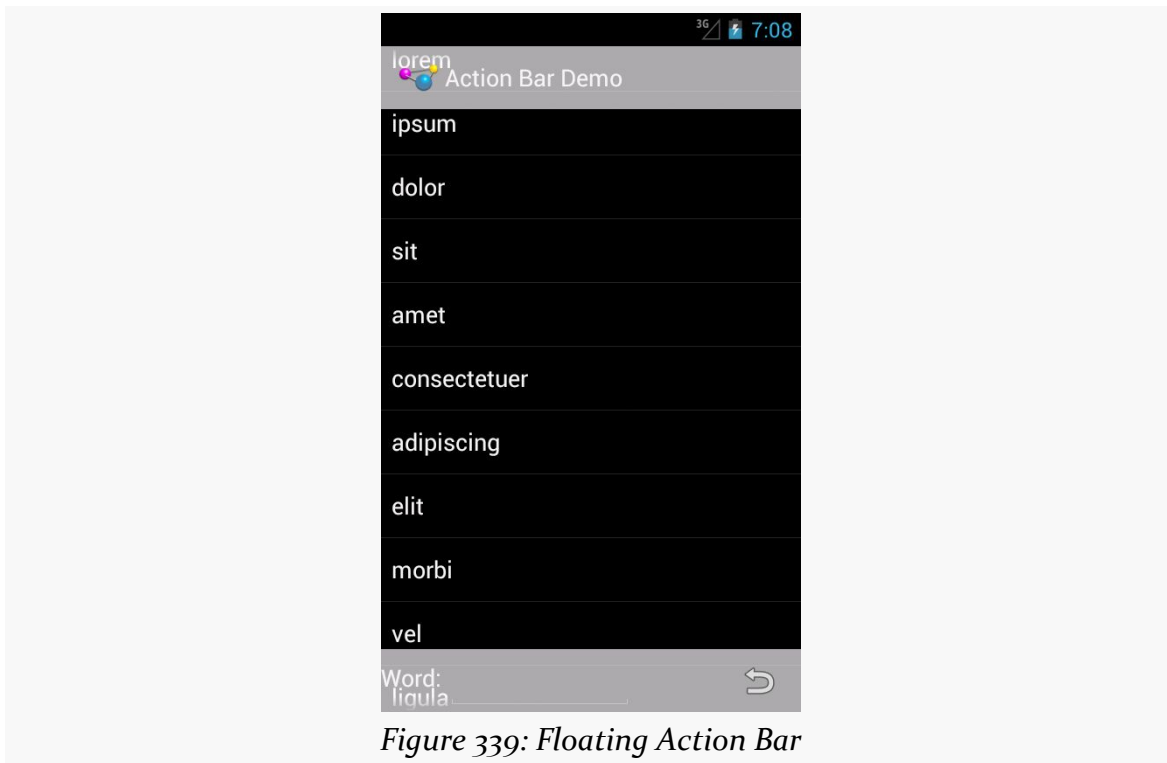 3G 7:08
lorem
Action Bar Demo
ipsum
dolor
sit
amet
consectetuer
adipiscing
elit
morbi
vel
Word:
ligula
Figure 339: Floating Action Bar